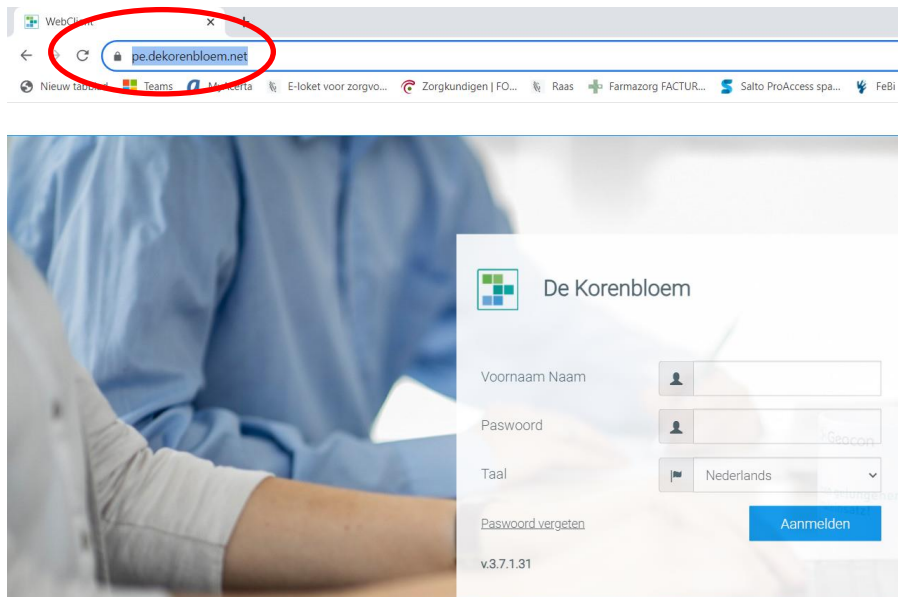 WebClient
pe.dekorenbloem.net
Nieuw Teams E-loket voor zorgvo... Zorgkundigen | FO... Raas Farmazorg FACTUR... Salto ProAccess spa... FeBi
De Korenbloem
Voornaam Naam
Paswoord
Taal Nederlands
Paswoord vergeten Aanmelden
v.3.7.1.31